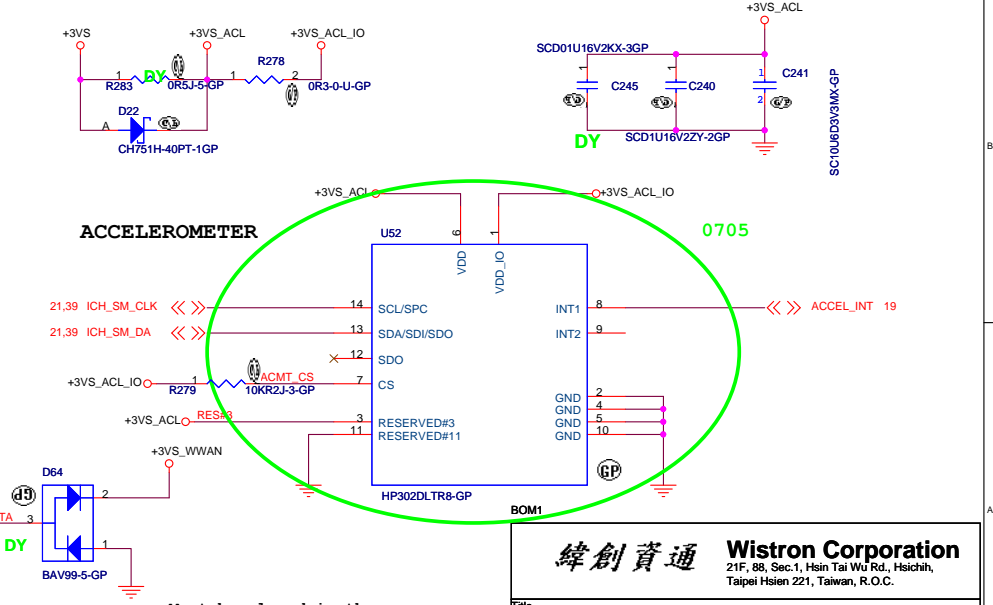 +3VS
+3VS_ACL
+3VS_ACL_IO
1
R283
DY
0R5J-5-GP
R278
1
2
0R3-0-U-GP
D22
A
CH751H-40PT-1GP
+3VS_ACL
SCD01U16V2KX-3GP
1
C245
1
C240
1
2
C241
DY
SCD1U16V2ZY-2GP
SC10U6D3V3MX-GP
B
ACCELEROMETER
0705
+3VS_ACL
+3VS_ACL_IO
U52
6
1
VDD
VDD_IO
21,39 ICH_SM_CLK
14
SCL/SPC
INT1
8
ACCEL_INT 19
21,39 ICH_SM_DA
13
SDA/SDI/SDO
INT2
9
12
SDO
+3VS_ACL_IO
1
R279
10KR2J-3-GP
ACMT_CS
7
CS
GND
2
GND
4
+3VS_ACL
RES#3
3
RESERVED#3
GND
5
11
RESERVED#11
GND
10
GP
HP302DLTR8-GP
+3VS_WWAN
D64
GP
2
TA 3
1
DY
BAV99-5-GP
A
BOM1
緯創資通
Wistron Corporation
21F, 88, Sec.1, Hsin Tai Wu Rd., Hsichih,
Taipei Hsien 221, Taiwan, R.O.C.
Title